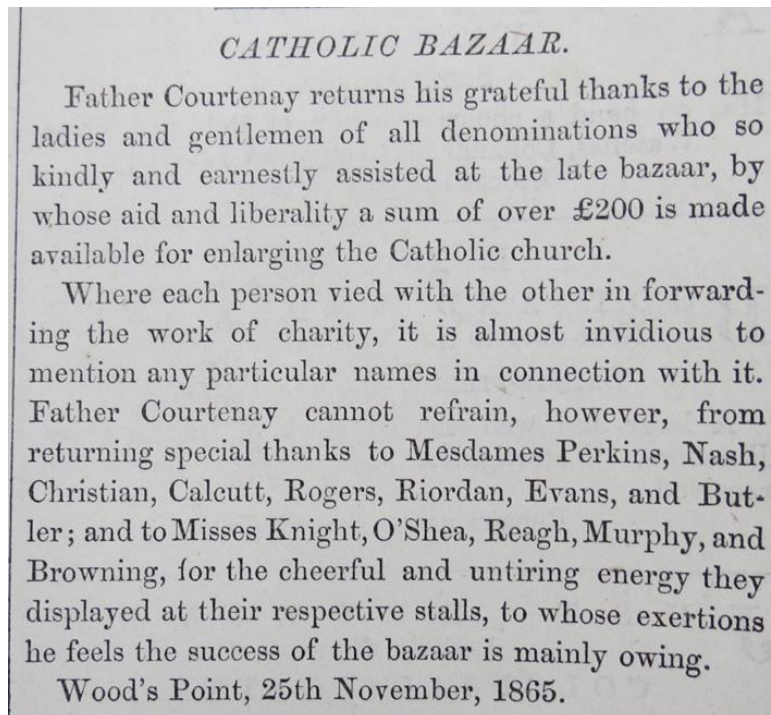 CATHOLIC BAZAAR.
Father Courtenay returns his grateful thanks to the
ladies and gentlemen of all denominations who so
kindly and earnestly assisted at the late bazaar, by
whose aid and liberality a sum of over £200 is made
available for enlarging the Catholic church.
Where each person vied with the other in forward-
ing the work of charity, it is almost invidious to
mention any particular names in connection with it.
Father Courtenay cannot refrain, however, from
returning special thanks to Mesdames Perkins, Nash,
Christian, Calcutt, Rogers, Riordan, Evans, and But-
ler; and to Misses Knight, O'Shea, Reagh, Murphy, and
Browning, for the cheerful and untiring energy they
displayed at their respective stalls, to whose exertions
he feels the success of the bazaar is mainly owing.
Wood's Point, 25th November, 1865.